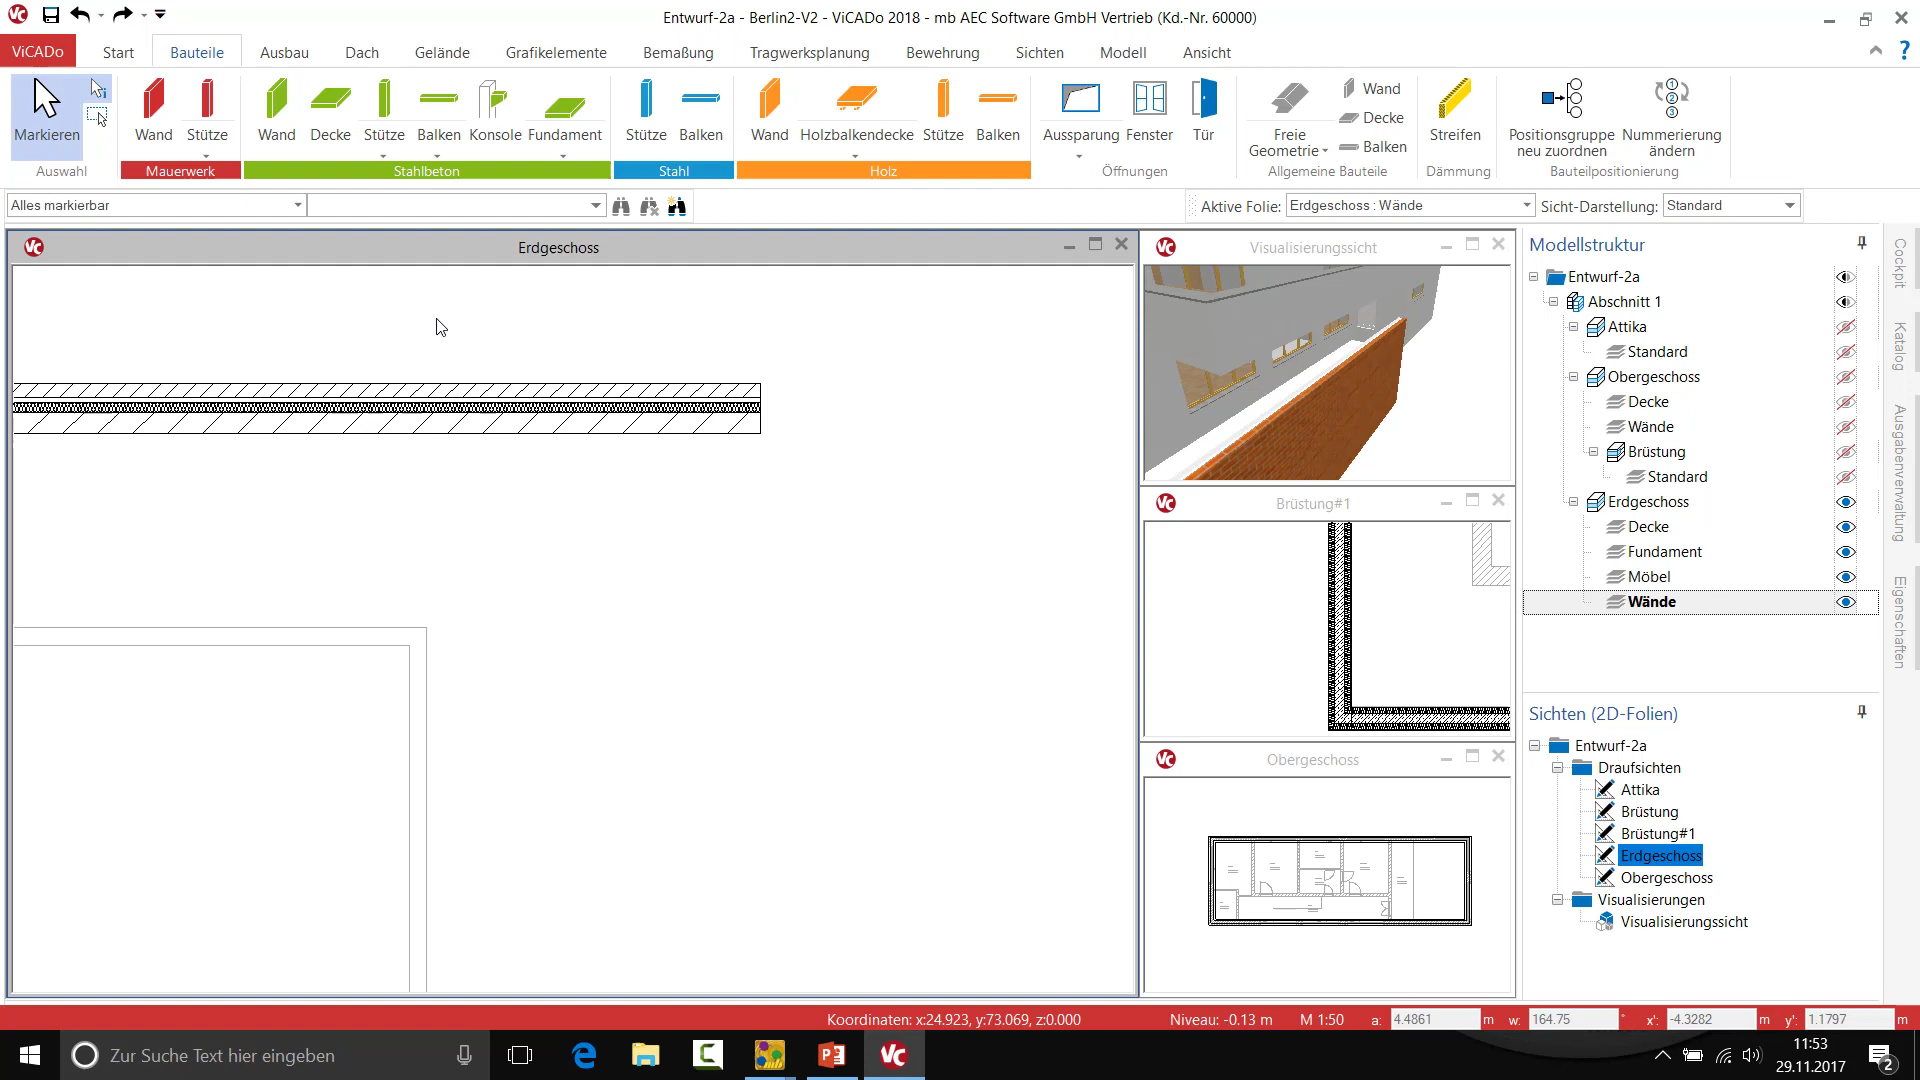 Entwurf-2a - Berlin2-V2 - ViCADo 2018 - mb AEC Software GmbH Vertrieb (Kd.-Nr. 60000)
ViCADo Start Bauteile Ausbau Dach Gelände Grafikelemente Bemaßung Tragwerksplanung Bewehrung Sichten Modell Ansicht
Markieren
Auswahl
Wand Stütze
Mauerwerk
Wand Decke Stütze Balken Konsole Fundament
Stahlbeton
Stütze Balken
Stahl
Wand Holzbalkendecke Stütze Balken
Holz
Aussparung Fenster Tür
Öffnungen
Freie
Geometrie
Wand
Decke
Balken
Allgemeine Bauteile
Streifen
Dämmung
Positionsgruppe
neu zuordnen
Nummerierung
ändern
Bauteilpositionierung
Alles markierbar
Aktive Folie: Erdgeschoss : Wände
Sicht-Darstellung: Standard
Erdgeschoss
Visualisierungssicht
Brüstung#1
Obergeschoss
Modellstruktur
Entwurf-2a
Abschnitt 1
Attika
Standard
Obergeschoss
Decke
Wände
Brüstung
Standard
Erdgeschoss
Decke
Fundament
Möbel
Wände
Cockpit
Katalog
Ausgabenverwaltung
Eigenschaften
Sichten (2D-Folien)
Entwurf-2a
Draufsichten
Attika
Brüstung
Brüstung#1
Erdgeschoss
Obergeschoss
Visualisierungen
Visualisierungssicht
Koordinaten: x:24.923, y:73.069, z:0.000 Niveau: -0.13 m M 1:50 a: 4.4861 m w: 164.75 ° x': -4.3282 m y': 1.1797 m
Zur Suche Text hier eingeben
11:53
29.11.2017
2